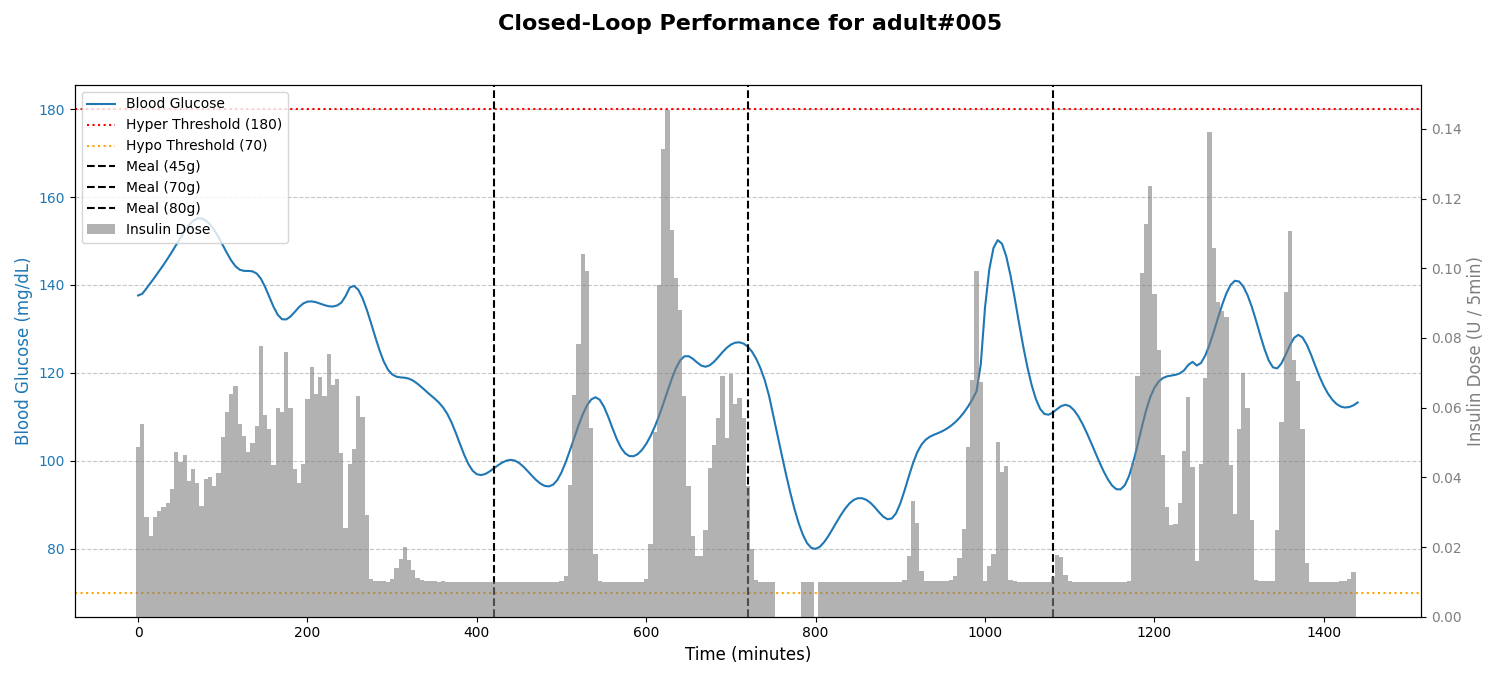 Closed-Loop Performance for adult#005
Blood Glucose
Hyper Threshold (180)
Hypo Threshold (70)
Meal (45g)
Meal (70g)
Meal (80g)
Insulin Dose
Blood Glucose (mg/dL)
180
160
140
120
100
80
0.14
0.12
0.10
0.08
0.06
0.04
0.02
0.00
Insulin Dose (U / 5min)
0 200 400 600 800 1000 1200 1400
Time (minutes)